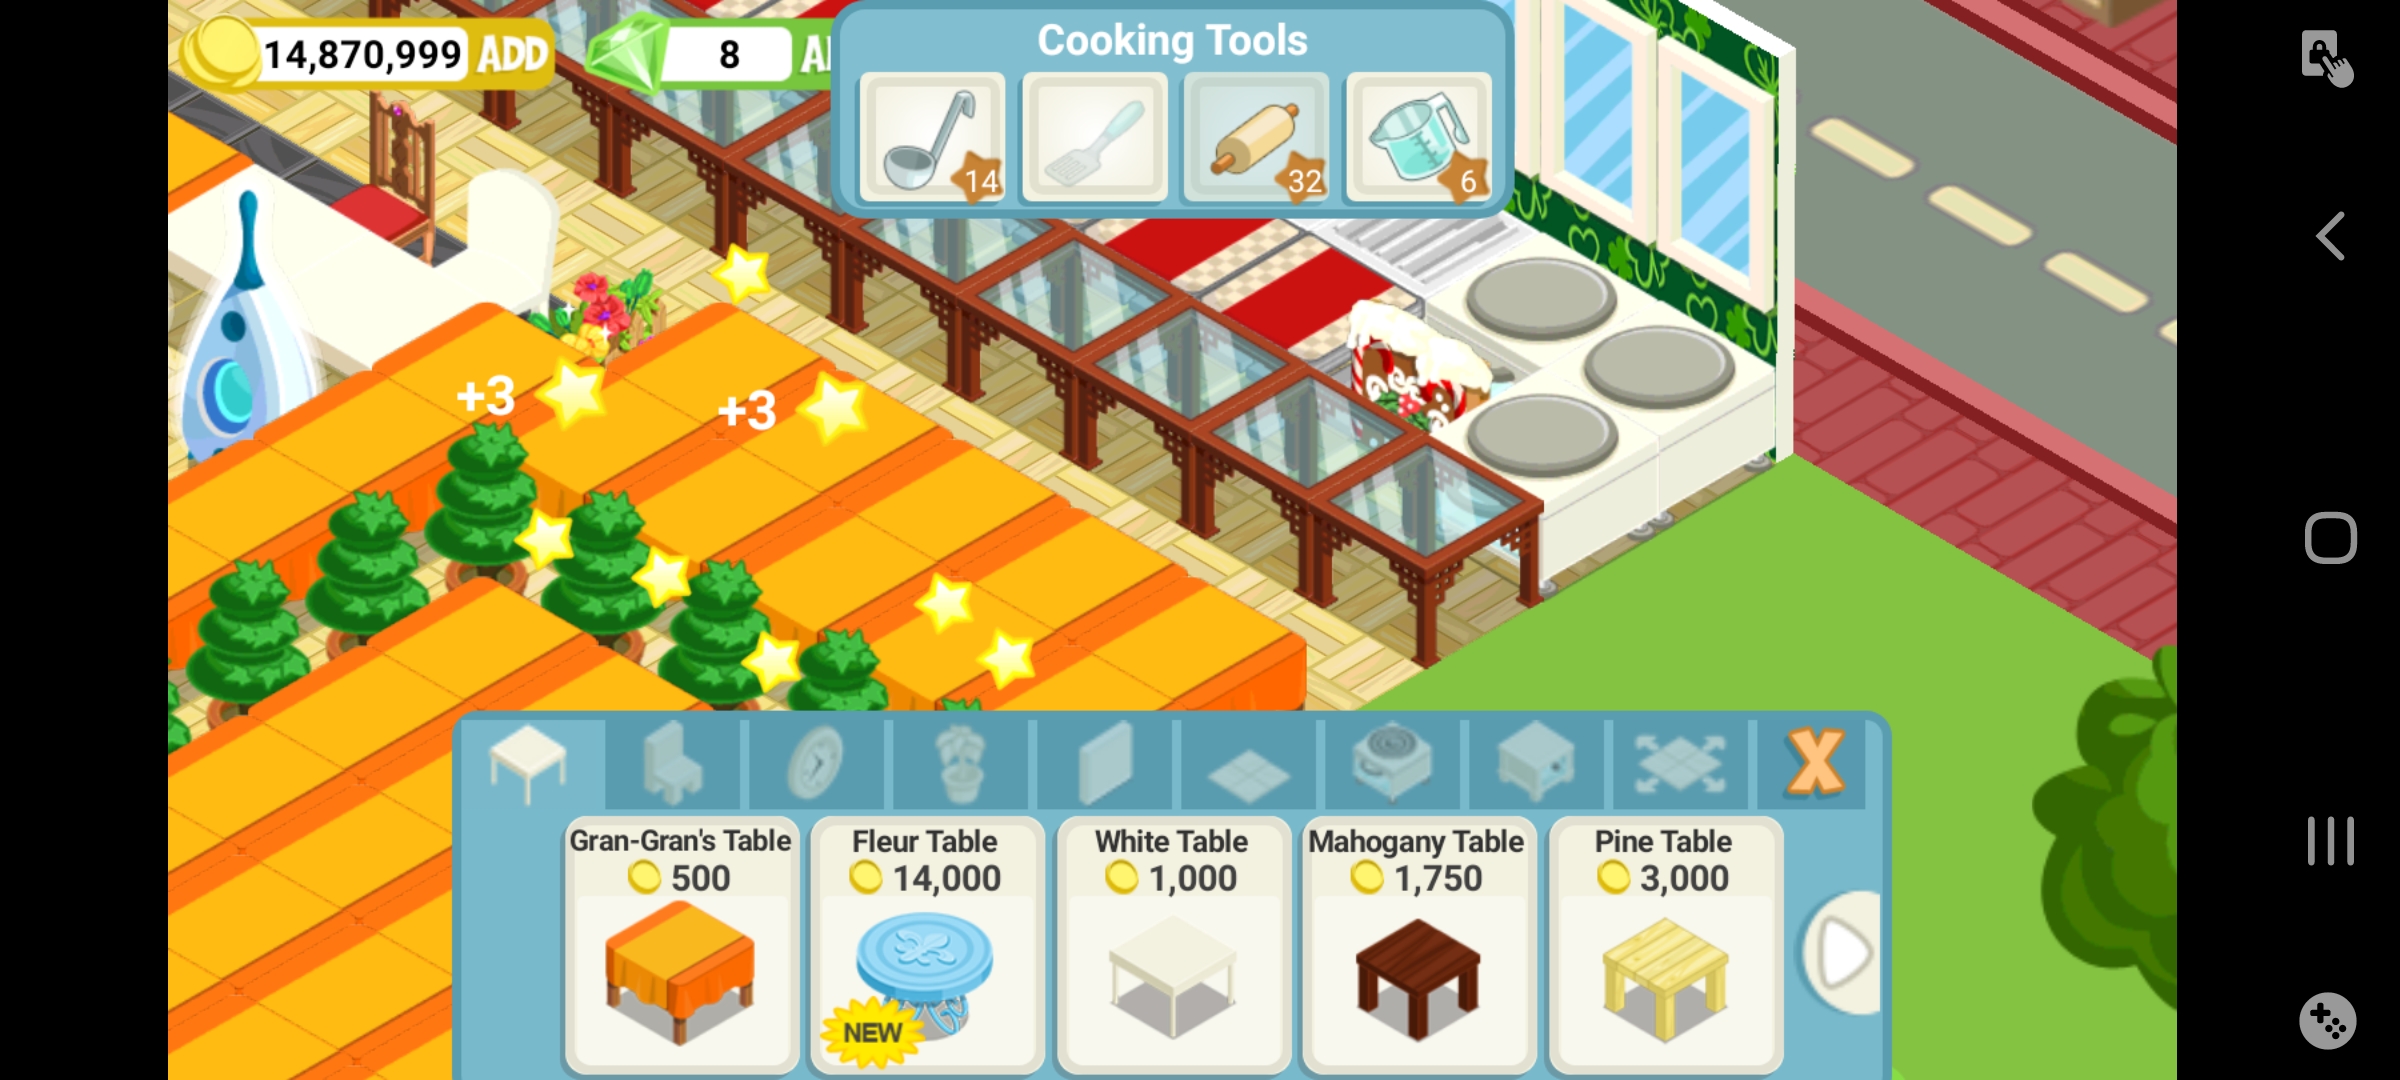 14,870,999 ADD
8
Cooking Tools
14
32
6
+3
+3
Gran-Gran's Table
500
Fleur Table
14,000
NEW
White Table
1,000
Mahogany Table
1,750
Pine Table
3,000